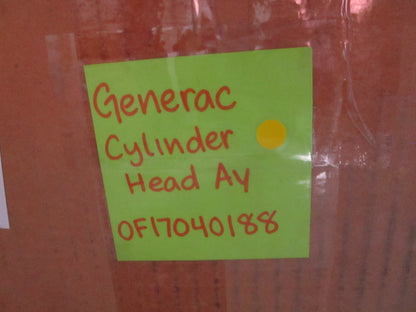 Generac
Cylinder
Head Ay
0F17040188